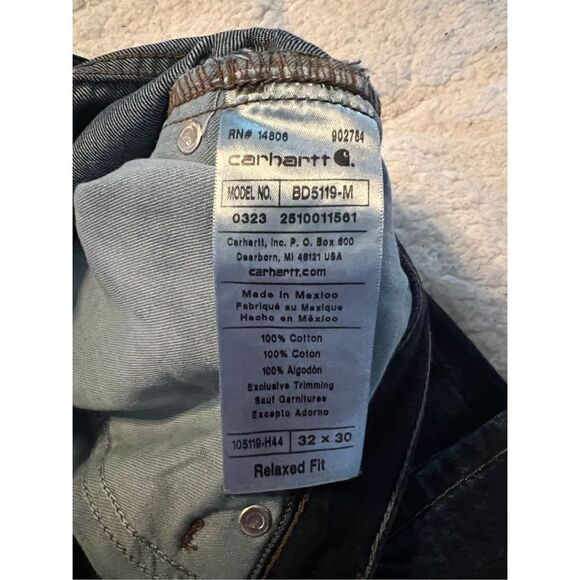 RN# 14806 902784
carhartt
MODEL NO. BD5119-M
0323 2510011561
Carhartt, Inc. P. O. Box 600
Dearborn, MI 48121 USA
carhartt.com
Made in Mexico
Fabriqué au Mexique
Hecho en México
100% Cotton
100% Coton
100% Algodón
Exclusive Trimming
Sauf Garnitures
Excepto Adorno
105119-H44 32 x 30
Relaxed Fit